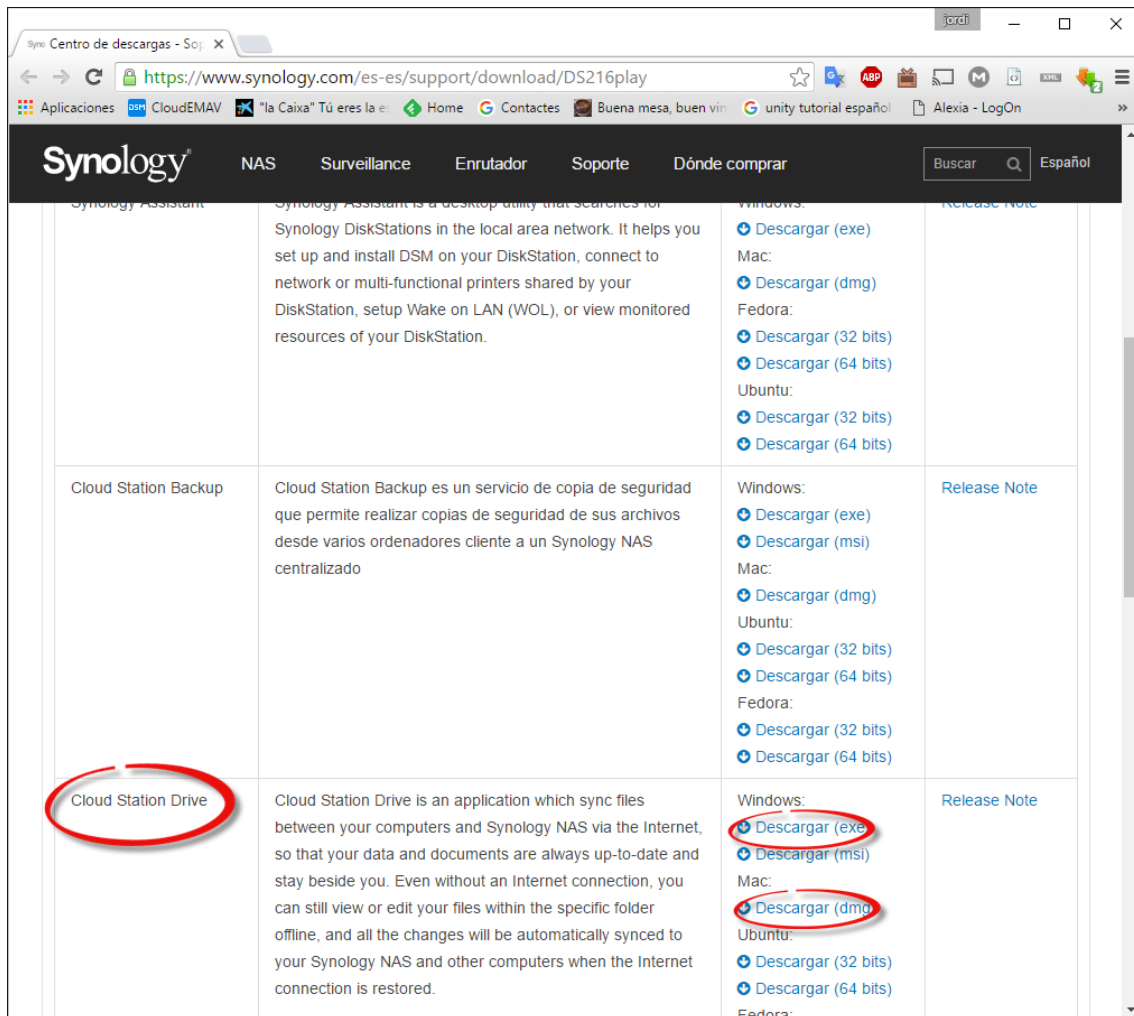 jordi
Syno Centro de descargas - Sop
https://www.synology.com/es-es/support/download/DS216play
ABP
M
XML
2
Aplicaciones DSM CloudEMAV "la Caixa" Tú eres la es Home G Contactes Buena mesa, buen vin G unity tutorial español Alexia - LogOn »
Synology® NAS Surveillance Enrutador Soporte Dónde comprar Buscar Español
Synology Assistant
Synology Assistant is a desktop utility that searches for
Synology DiskStations in the local area network. It helps you
set up and install DSM on your DiskStation, connect to
network or multi-functional printers shared by your
DiskStation, setup Wake on LAN (WOL), or view monitored
resources of your DiskStation.
Windows:
Descargar (exe)
Mac:
Descargar (dmg)
Fedora:
Descargar (32 bits)
Descargar (64 bits)
Ubuntu:
Descargar (32 bits)
Descargar (64 bits)
Release Note
Cloud Station Backup
Cloud Station Backup es un servicio de copia de seguridad
que permite realizar copias de seguridad de sus archivos
desde varios ordenadores cliente a un Synology NAS
centralizado
Windows:
Descargar (exe)
Descargar (msi)
Mac:
Descargar (dmg)
Ubuntu:
Descargar (32 bits)
Descargar (64 bits)
Fedora:
Descargar (32 bits)
Descargar (64 bits)
Release Note
Cloud Station Drive
Cloud Station Drive is an application which sync files
between your computers and Synology NAS via the Internet,
so that your data and documents are always up-to-date and
stay beside you. Even without an Internet connection, you
can still view or edit your files within the specific folder
offline, and all the changes will be automatically synced to
your Synology NAS and other computers when the Internet
connection is restored.
Windows:
Descargar (exe
Descargar (msi)
Mac:
Descargar (dmg
Ubuntu:
Descargar (32 bits)
Descargar (64 bits)
Fedora:
Release Note